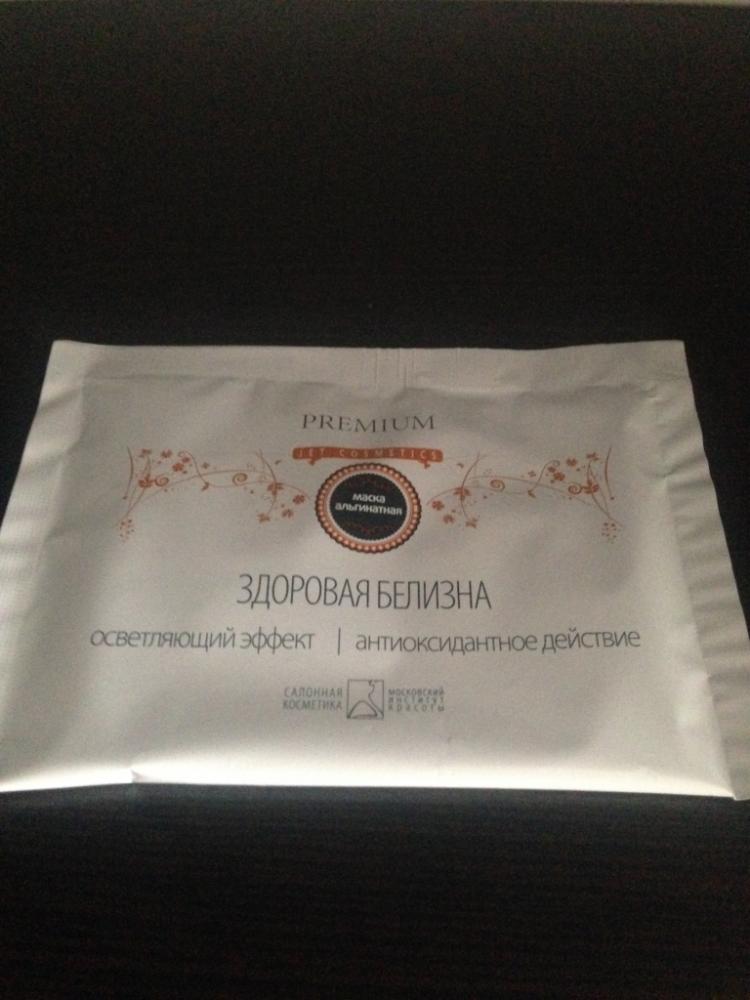 PREMIUM
JET COSMETICS
маска
альгинатная
ЗДОРОВАЯ БЕЛИЗНА
осветляющий эффект | антиоксидантное действие
САЛОННАЯ
КОСМЕТИКА
МОСКОВСКИЙ
ИНСТИТУТ
КРАСОТЫ